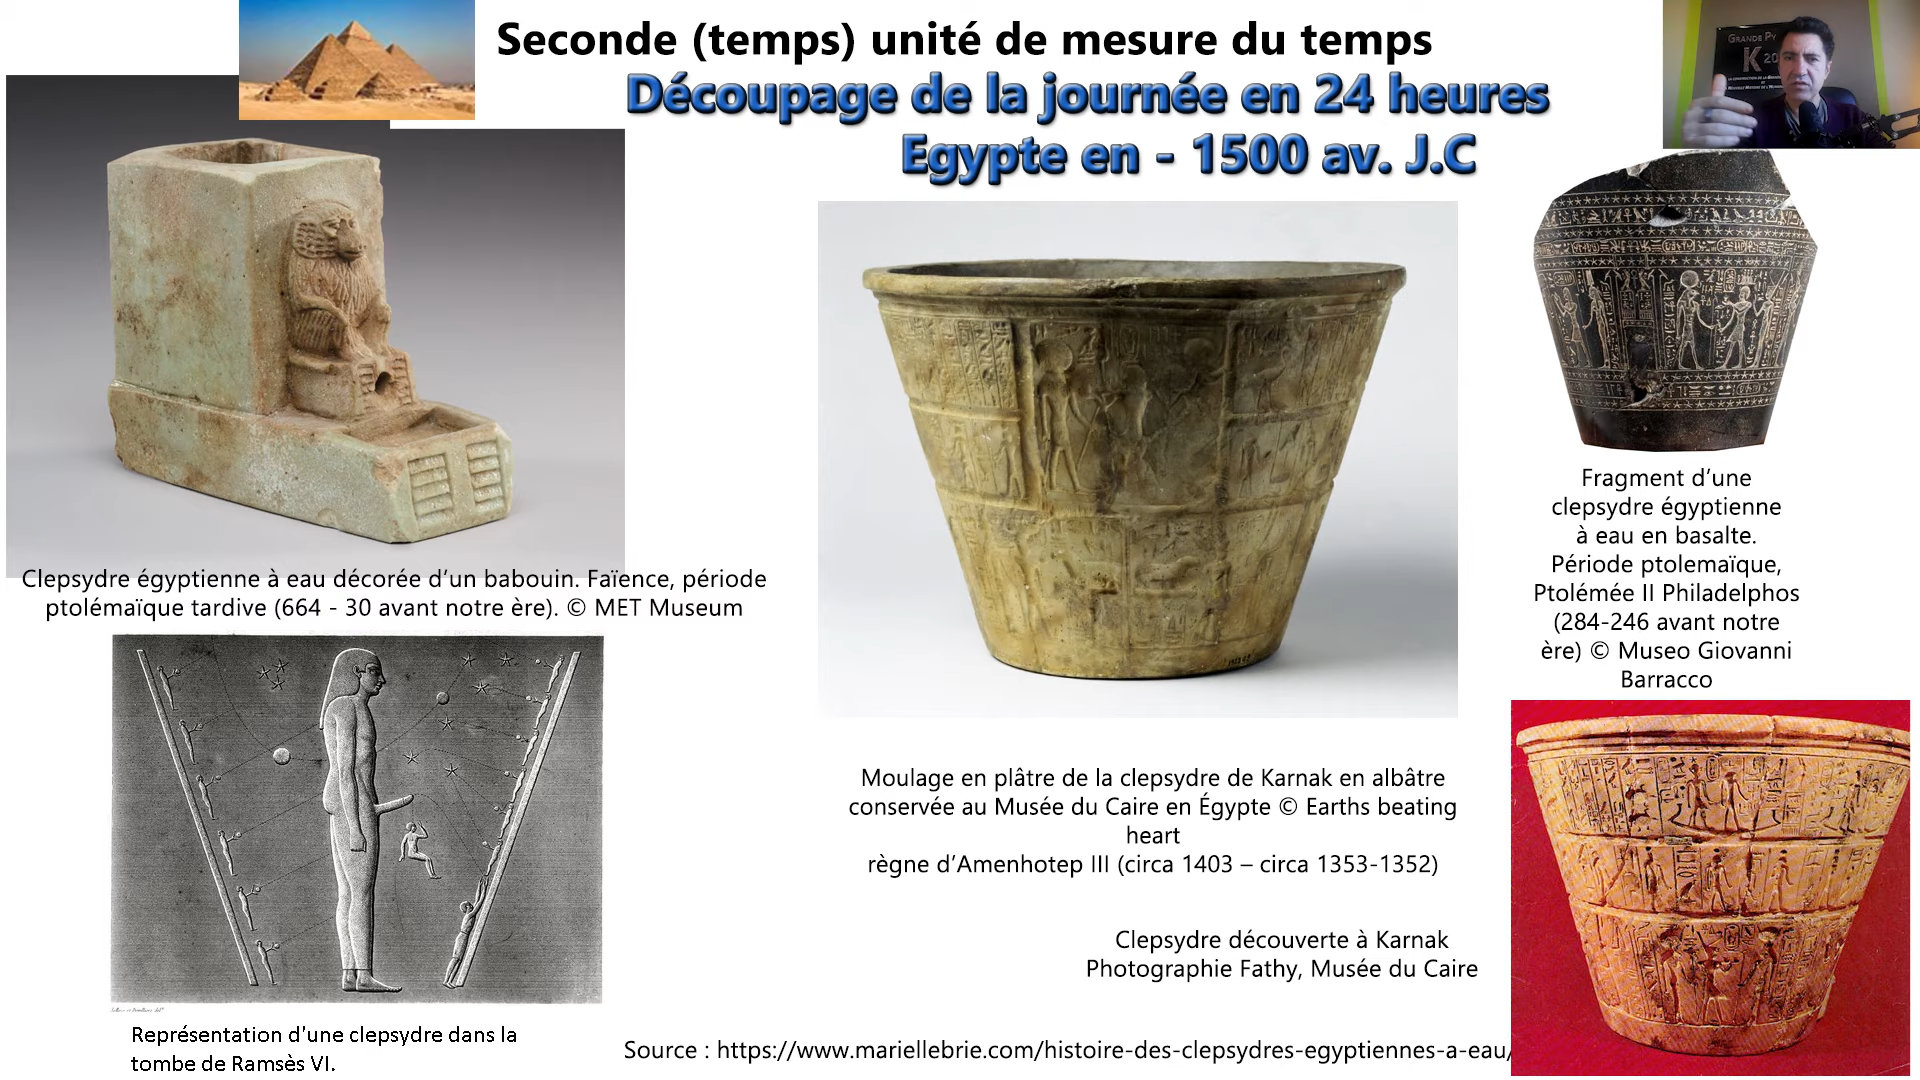 Seconde (temps) unité de mesure du temps
Découpage de la journée en 24 heures
Egypte en - 1500 av. J.C
GRANDE PY
K 20
Clepsydre égyptienne à eau décorée d’un babouin. Faïence, période
ptolémaïque tardive (664 - 30 avant notre ère). © MET Museum
Représentation d'une clepsydre dans la
tombe de Ramsès VI.
Moulage en plâtre de la clepsydre de Karnak en albâtre
conservée au Musée du Caire en Égypte © Earths beating
heart
règne d’Amenhotep III (circa 1403 – circa 1353-1352)
Clepsydre découverte à Karnak
Photographie Fathy, Musée du Caire
Source : https://www.mariellebrie.com/histoire-des-clepsydres-egyptiennes-a-eau/
Fragment d’une
clepsydre égyptienne
à eau en basalte.
Période ptolemaïque,
Ptolémée II Philadelphos
(284-246 avant notre
ère) © Museo Giovanni
Barracco